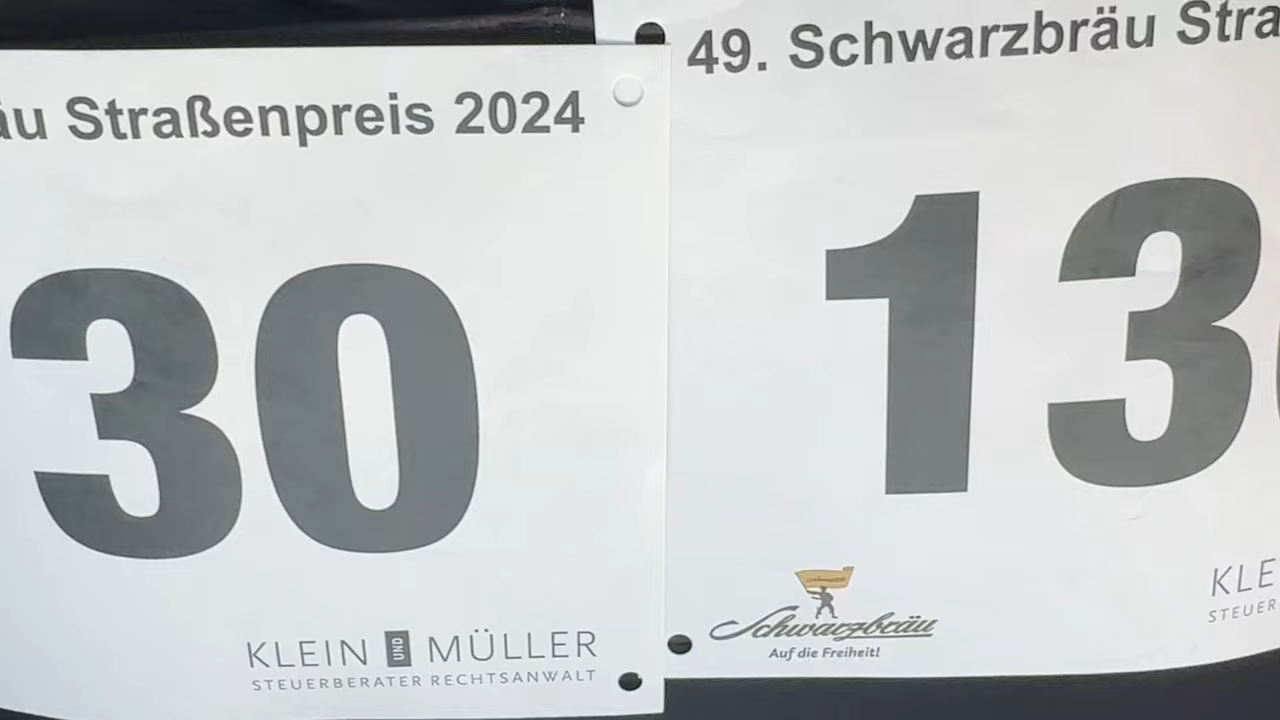 äu Straßenpreis 2024
30
KLEIN UND MÜLLER
STEUERBERATER RECHTSANWALT
49. Schwarzbräu Stra
13
Schwarzbräu
Auf die Freiheit!
KLE
STEUER